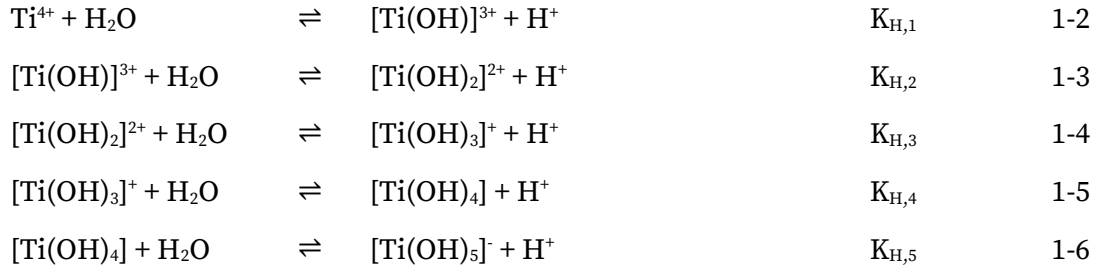 Ti⁴⁺ + H₂O ⇌ [Ti(OH)]³⁺ + H⁺ K_H,1 1-2
[Ti(OH)]³⁺ + H₂O ⇌ [Ti(OH)₂]²⁺ + H⁺ K_H,2 1-3
[Ti(OH)₂]²⁺ + H₂O ⇌ [Ti(OH)₃]⁺ + H⁺ K_H,3 1-4
[Ti(OH)₃]⁺ + H₂O ⇌ [Ti(OH)₄] + H⁺ K_H,4 1-5
[Ti(OH)₄] + H₂O ⇌ [Ti(OH)₅]⁻ + H⁺ K_H,5 1-6